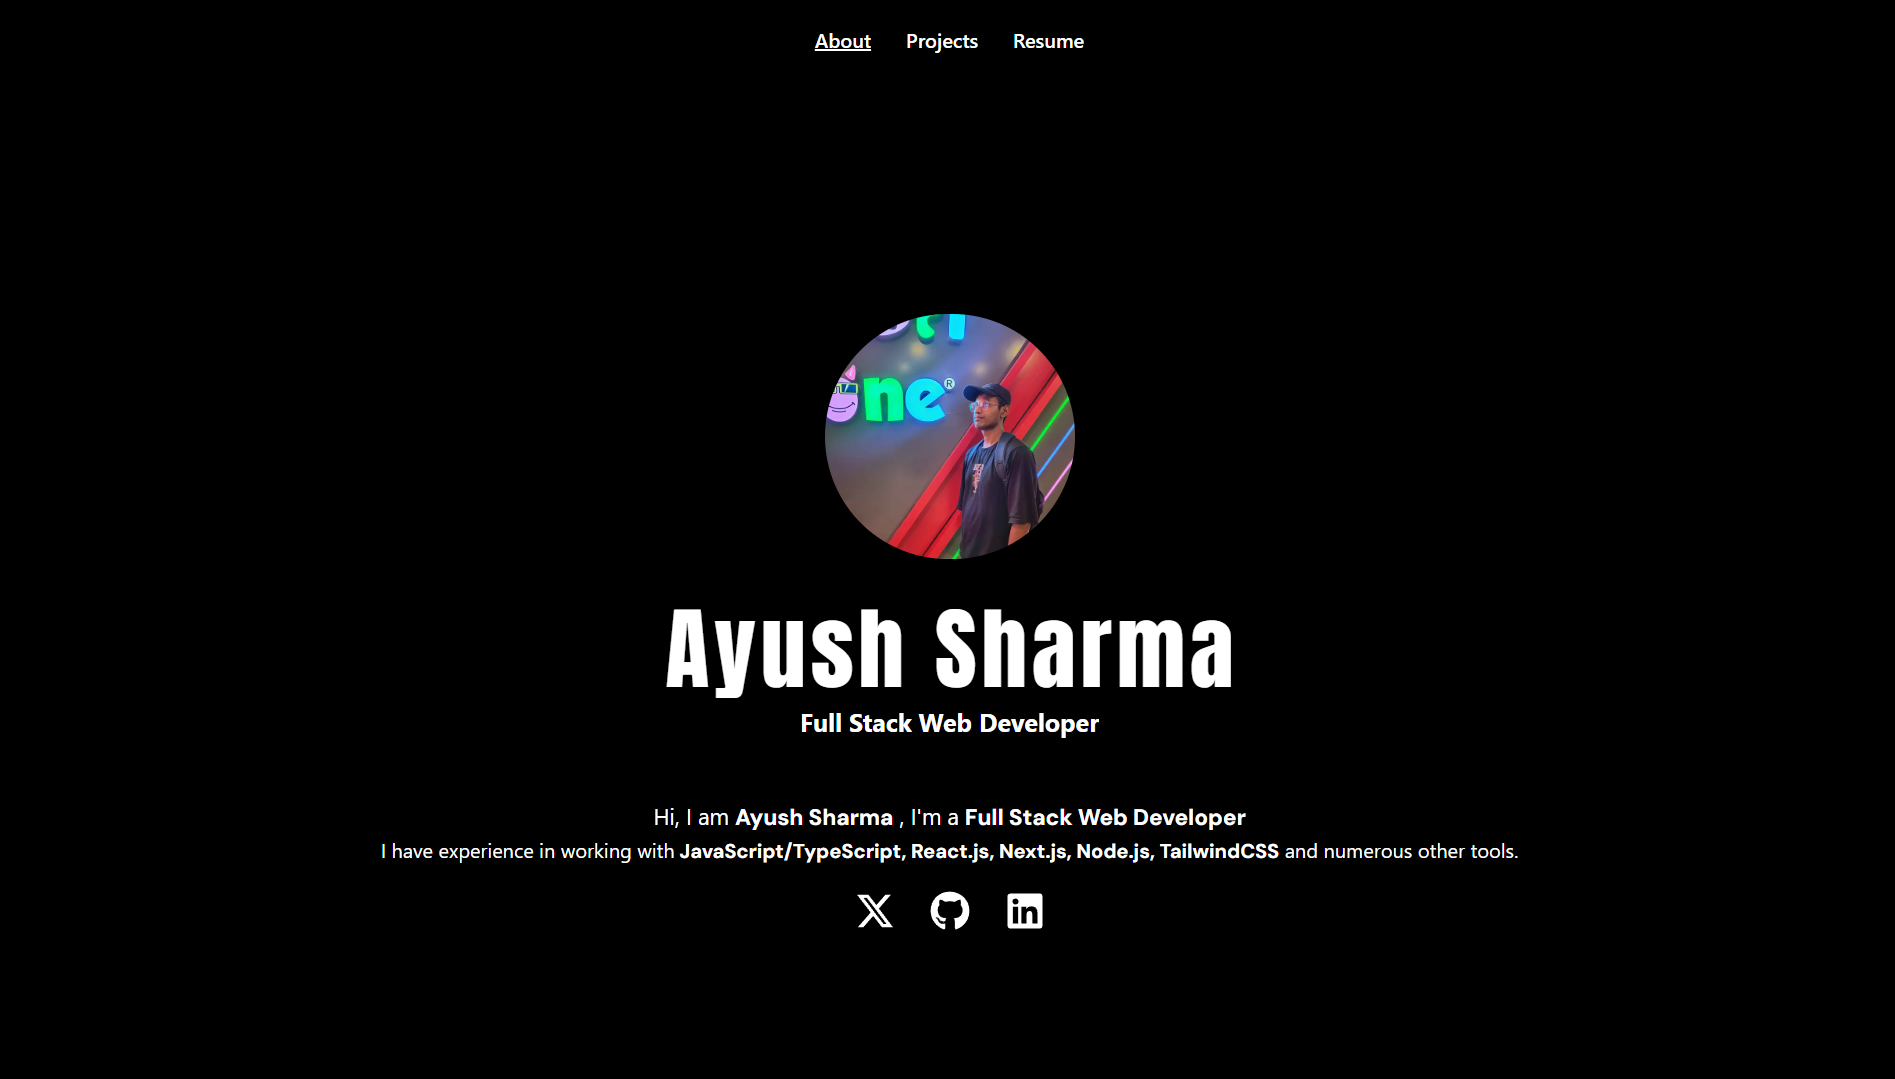 About Projects Resume
ne®
Ayush Sharma
Full Stack Web Developer
Hi, I am Ayush Sharma , I'm a Full Stack Web Developer
I have experience in working with JavaScript/TypeScript, React.js, Next.js, Node.js, TailwindCSS and numerous other tools.
in